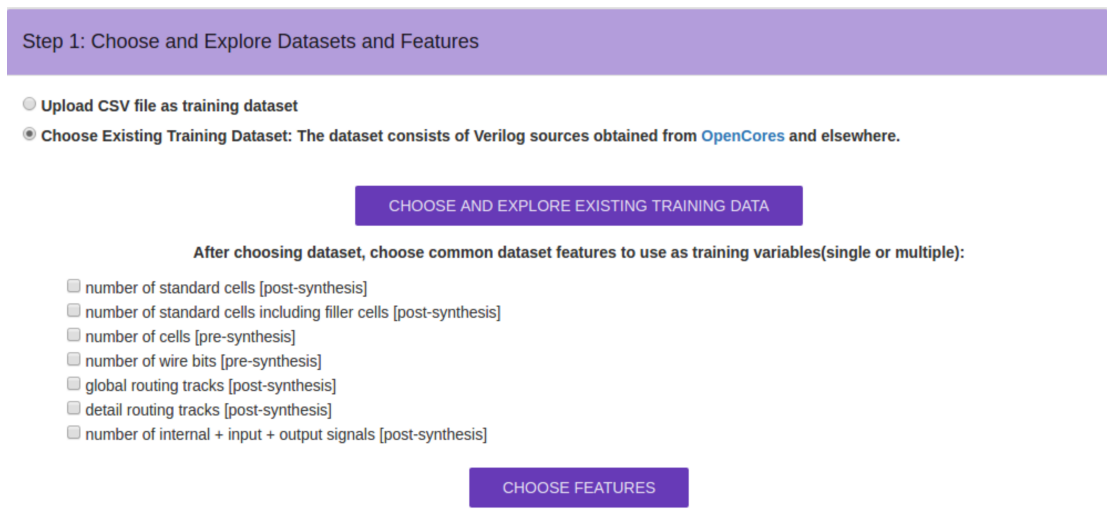 Step 1: Choose and Explore Datasets and Features
Upload CSV file as training dataset
Choose Existing Training Dataset: The dataset consists of Verilog sources obtained from OpenCores and elsewhere.
CHOOSE AND EXPLORE EXISTING TRAINING DATA
After choosing dataset, choose common dataset features to use as training variables(single or multiple):
number of standard cells [post-synthesis]
number of standard cells including filler cells [post-synthesis]
number of cells [pre-synthesis]
number of wire bits [pre-synthesis]
global routing tracks [post-synthesis]
detail routing tracks [post-synthesis]
number of internal + input + output signals [post-synthesis]
CHOOSE FEATURES